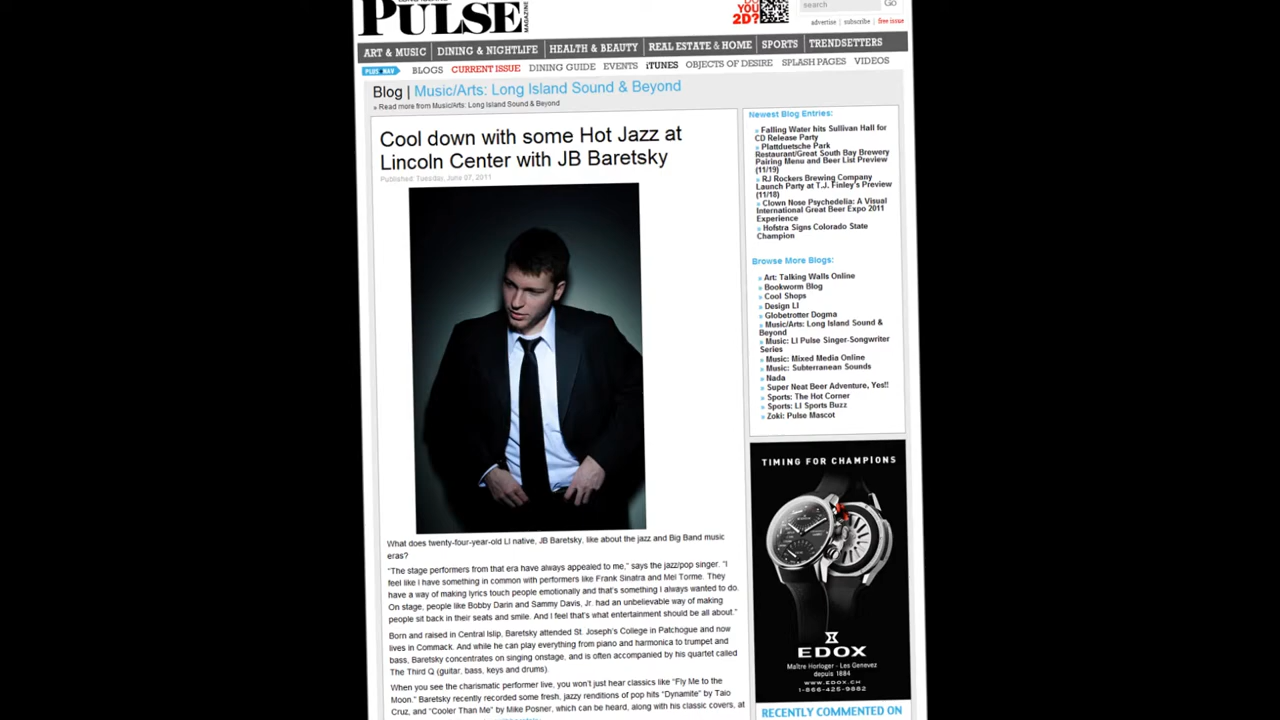 PULSE
MAGAZINE
YOU
2D?
search
Go
advertise | subscribe | free issue
ART & MUSIC | DINING & NIGHTLIFE | HEALTH & BEAUTY | REAL ESTATE & HOME | SPORTS | TRENDSETTERS
PLUS NAV BLOGS CURRENT ISSUE DINING GUIDE EVENTS iTUNES OBJECTS OF DESIRE SPLASH PAGES VIDEOS
Blog | Music/Arts: Long Island Sound & Beyond
» Read more from Music/Arts: Long Island Sound & Beyond
Cool down with some Hot Jazz at
Lincoln Center with JB Baretsky
Published: Tuesday, June 07, 2011
What does twenty-four-year-old LI native, JB Baretsky, like about the jazz and Big Band music
eras?
"The stage performers from that era have always appealed to me," says the jazz/pop singer. "I
feel like I have something in common with performers like Frank Sinatra and Mel Torme. They
have a way of making lyrics touch people emotionally and that's something I always wanted to do.
On stage, people like Bobby Darin and Sammy Davis, Jr. had an unbelievable way of making
people sit back in their seats and smile. And I feel that's what entertainment should be all about."
Born and raised in Central Islip, Baretsky attended St. Joseph's College in Patchogue and now
lives in Commack. And while he can play everything from piano and harmonica to trumpet and
bass, Baretsky concentrates on singing onstage, and is often accompanied by his quartet called
The Third Q (guitar, bass, keys and drums).
When you see the charismatic performer live, you won't just hear classics like "Fly Me to the
Moon." Baretsky recently recorded some fresh, jazzy renditions of pop hits "Dynamite" by Taio
Cruz, and "Cooler Than Me" by Mike Posner, which can be heard, along with his classic covers, at
Newest Blog Entries:
» Falling Water hits Sullivan Hall for
CD Release Party
» Plattduetsche Park
Restaurant/Great South Bay Brewery
Pairing Menu and Beer List Preview
(11/19)
» RJ Rockers Brewing Company
Launch Party at T.J. Finley's Preview
(11/18)
» Clown Nose Psychedelia: A Visual
International Great Beer Expo 2011
Experience
» Hofstra Signs Colorado State
Champion
Browse More Blogs:
» Art: Talking Walls Online
» Bookworm Blog
» Cool Shops
» Design LI
» Globetrotter Dogma
» Music/Arts: Long Island Sound &
Beyond
» Music: LI Pulse Singer-Songwriter
Series
» Music: Mixed Media Online
» Music: Subterranean Sounds
» Nada
» Super Neat Beer Adventure, Yes!!
» Sports: The Hot Corner
» Sports: LI Sports Buzz
» Zoki: Pulse Mascot
TIMING FOR CHAMPIONS
EDOX
Maître Horloger - Les Genevez
depuis 1884
WWW.EDOX.CH
1-866-425-9882
RECENTLY COMMENTED ON